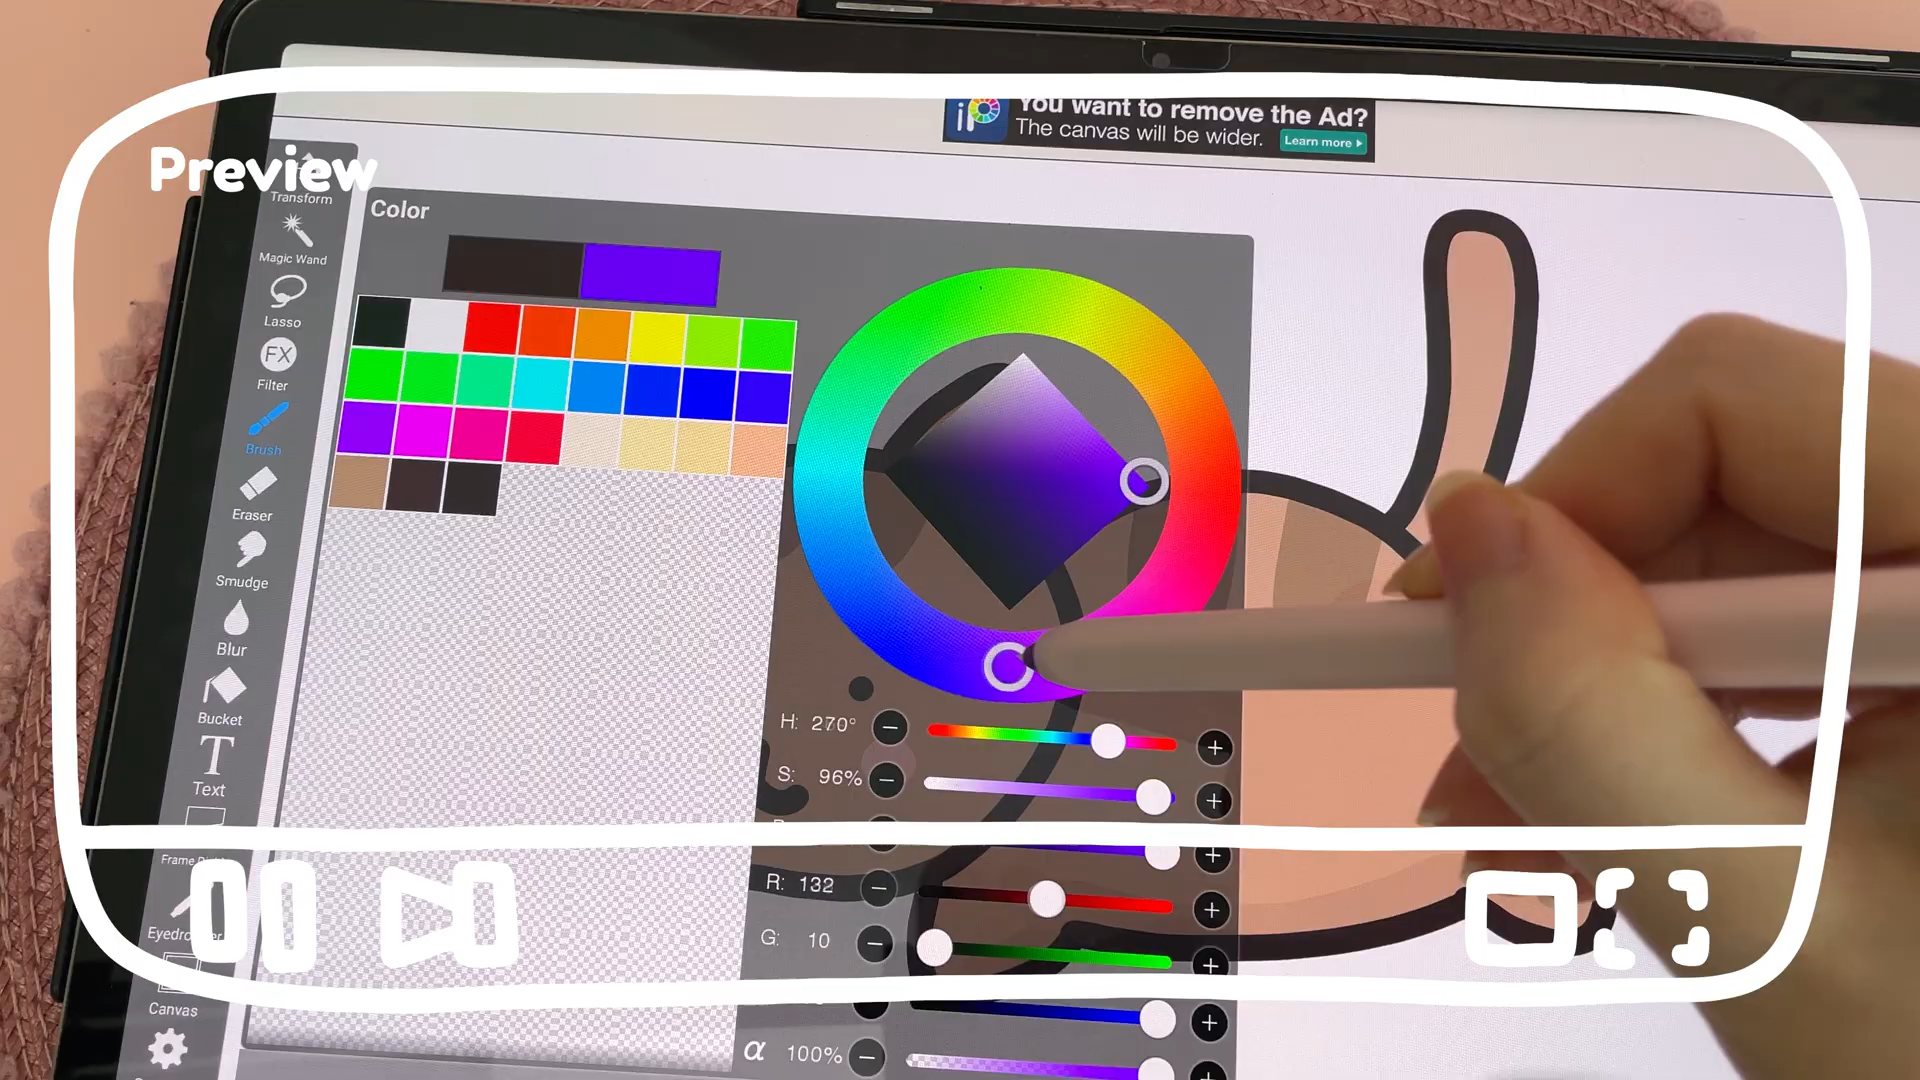 You want to remove the Ad?
The canvas will be wider.
Learn more
Preview
Transform
Color
Magic Wand
Lasso
FX
Filter
Brush
Eraser
Smudge
Blur
Bucket
T
Text
H: 270°
S: 96%
R: 132
G: 10
Canvas
α 100%